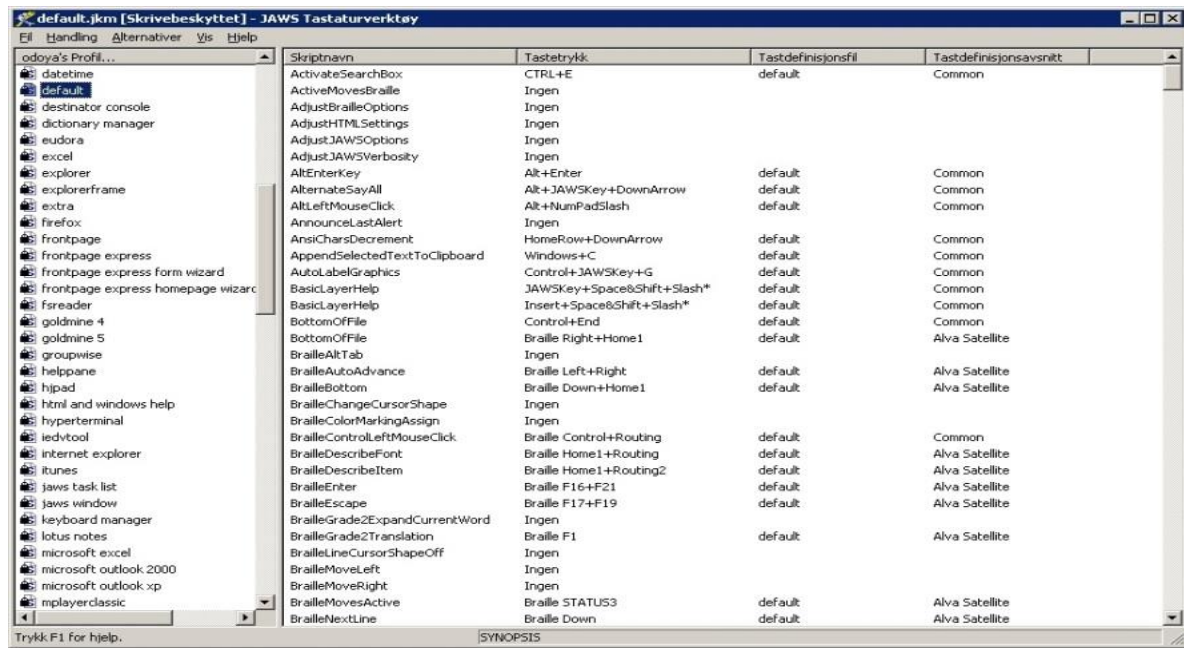 default.jkm [Skrivebeskyttet] - JAWS Tastaturverktøy
Fil Handling Alternativer Vis Hjelp
odoya's Profil...
datetime
default
destinator console
dictionary manager
eudora
excel
explorer
explorerframe
extra
firefox
frontpage
frontpage express
frontpage express form wizard
frontpage express homepage wizarc
fsreader
goldmine 4
goldmine 5
groupwise
helppane
hjpad
html and windows help
hyperterminal
iedvtool
internet explorer
itunes
jaws task list
jaws window
keyboard manager
lotus notes
microsoft excel
microsoft outlook 2000
microsoft outlook xp
mplayerclassic
Skriptnavn Tastetrykk Tastdefinisjonsfil Tastdefinisjonsavsnitt
ActivateSearchBox CTRL+E default Common
ActiveMovesBraille Ingen
AdjustBrailleOptions Ingen
AdjustHTMLSettings Ingen
AdjustJAWSOptions Ingen
AdjustJAWSVerbosity Ingen
AltEnterKey Alt+Enter default Common
AlternateSayAll Alt+JAWSKey+DownArrow default Common
AltLeftMouseClick Alt+NumPadSlash default Common
AnnounceLastAlert Ingen
AnsiCharsDecrement HomeRow+DownArrow default Common
AppendSelectedTextToClipboard Windows+C default Common
AutoLabelGraphics Control+JAWSKey+G default Common
BasicLayerHelp JAWSKey+Space&Shift+Slash* default Common
BasicLayerHelp Insert+Space&Shift+Slash* default Common
BottomOfFile Control+End default Common
BottomOfFile Braille Right+Home1 default Alva Satellite
BrailleAltTab Ingen
BrailleAutoAdvance Braille Left+Right default Alva Satellite
BrailleBottom Braille Down+Home1 default Alva Satellite
BrailleChangeCursorShape Ingen
BrailleColorMarkingAssign Ingen
BrailleControlLeftMouseClick Braille Control+Routing default Common
BrailleDescribeFont Braille Home1+Routing default Alva Satellite
BrailleDescribeItem Braille Home1+Routing2 default Alva Satellite
BrailleEnter Braille F16+F21 default Alva Satellite
BrailleEscape Braille F17+F19 default Alva Satellite
BrailleGrade2ExpandCurrentWord Ingen
BrailleGrade2Translation Braille F1 default Alva Satellite
BrailleLineCursorShapeOff Ingen
BrailleMoveLeft Ingen
BrailleMoveRight Ingen
BrailleMovesActive Braille STATUS3 default Alva Satellite
BrailleNextLine Braille Down default Alva Satellite
Trykk F1 for hjelp. SYNOPSIS